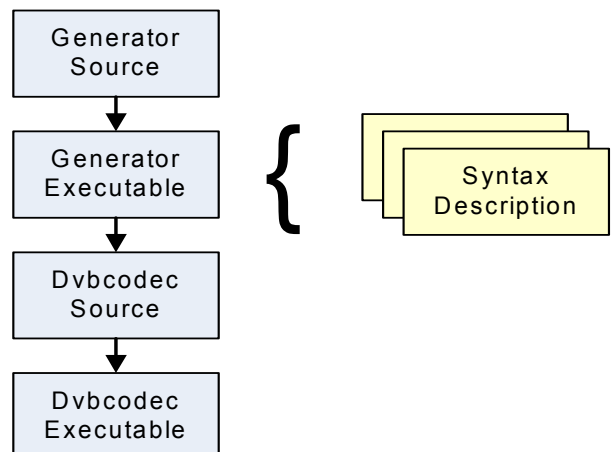 Generator
Source
Generator
Executable
{
Syntax
Description
Dvbcodec
Source
Dvbcodec
Executable